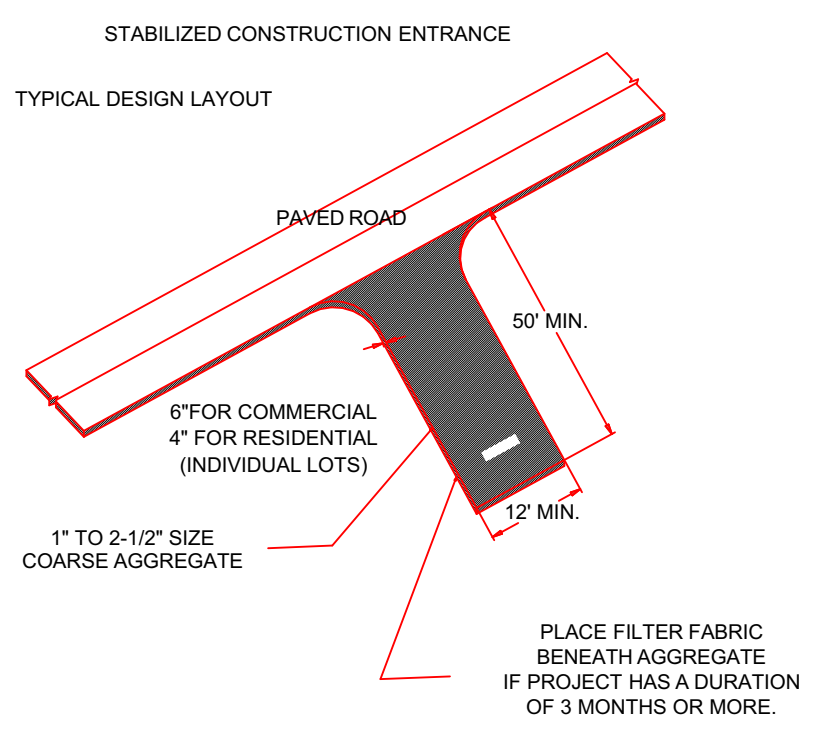 STABILIZED CONSTRUCTION ENTRANCE
TYPICAL DESIGN LAYOUT
PAVED ROAD
50' MIN.
6"FOR COMMERCIAL
4" FOR RESIDENTIAL
(INDIVIDUAL LOTS)
12' MIN.
1" TO 2-1/2" SIZE
COARSE AGGREGATE
PLACE FILTER FABRIC
BENEATH AGGREGATE
IF PROJECT HAS A DURATION
OF 3 MONTHS OR MORE.